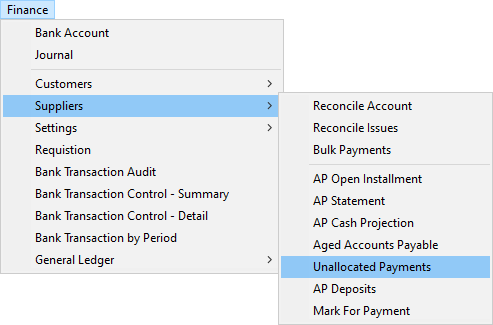 Finance
Bank Account
Journal
Customers
Suppliers
Settings
Requistion
Bank Transaction Audit
Bank Transaction Control - Summary
Bank Transaction Control - Detail
Bank Transaction by Period
General Ledger
Reconcile Account
Reconcile Issues
Bulk Payments
AP Open Installment
AP Statement
AP Cash Projection
Aged Accounts Payable
Unallocated Payments
AP Deposits
Mark For Payment